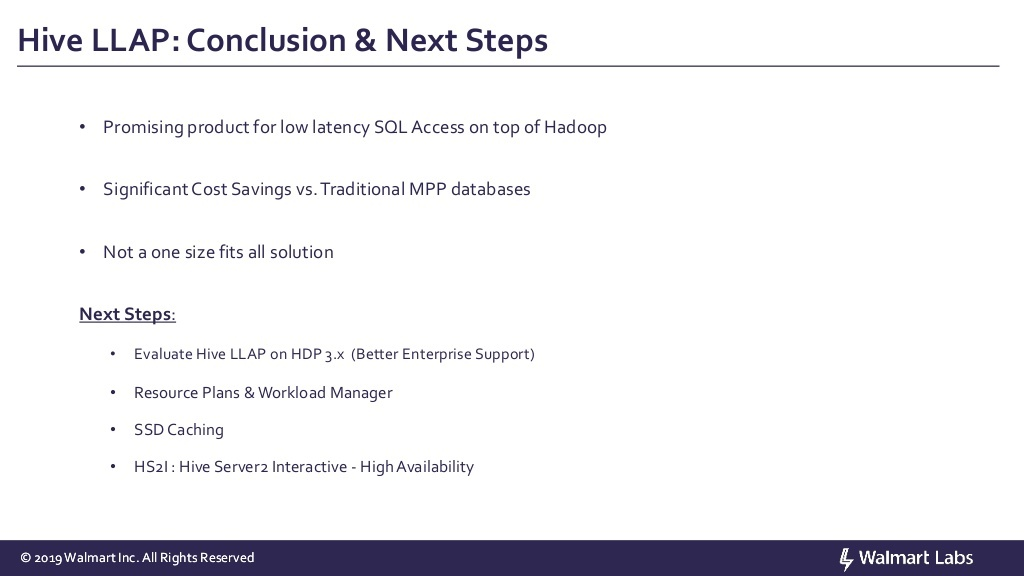 Hive LLAP: Conclusion & Next Steps
• Promising product for low latency SQL Access on top of Hadoop
• Significant Cost Savings vs. Traditional MPP databases
• Not a one size fits all solution
Next Steps:
• Evaluate Hive LLAP on HDP 3.x (Better Enterprise Support)
• Resource Plans & Workload Manager
• SSD Caching
• HS2I : Hive Server2 Interactive - High Availability
© 2019 Walmart Inc. All Rights Reserved
Walmart Labs